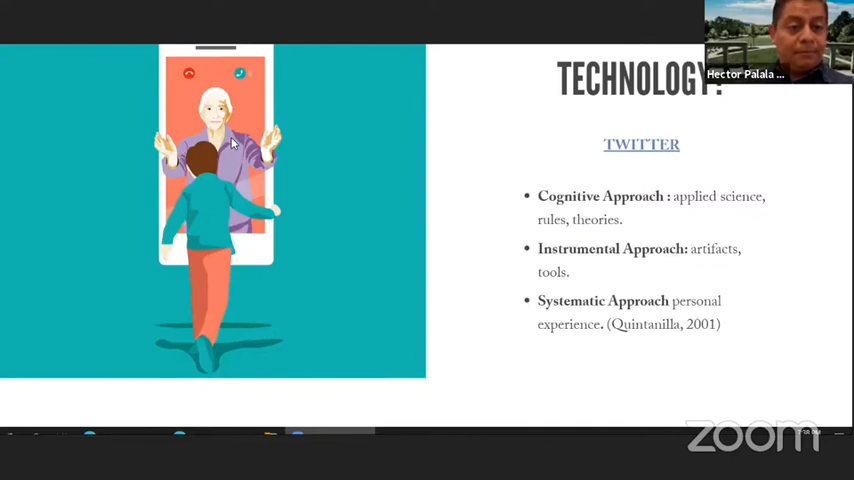 Hector Palala ...
TECHNOLOGY?
TWITTER
• Cognitive Approach : applied science,
rules, theories.
• Instrumental Approach: artifacts,
tools.
• Systematic Approach personal
experience. (Quintanilla, 2001)
zoom